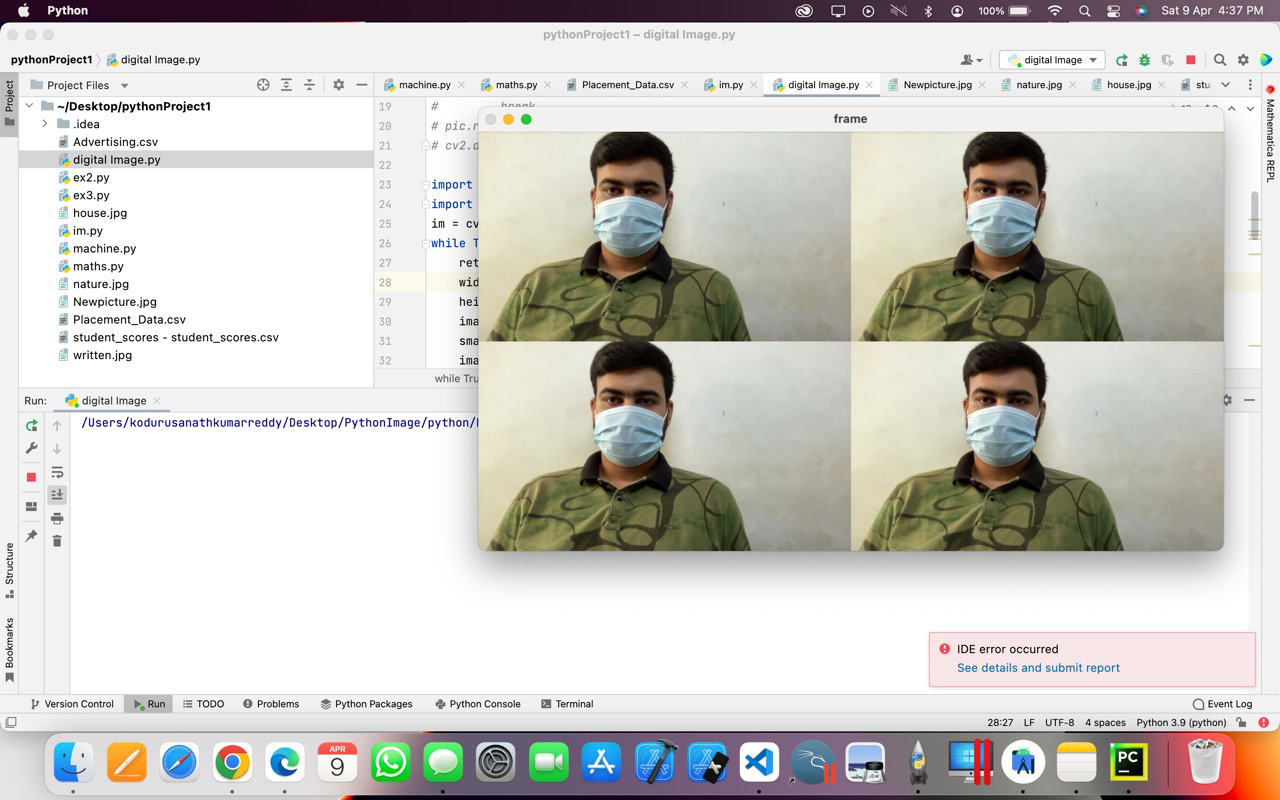 Python
100%
Sat 9 Apr 4:37 PM
pythonProject1 – digital Image.py
pythonProject1
digital Image.py
digital Image
Project
Project Files
machine.py
maths.py
Placement_Data.csv
im.py
digital Image.py
Newpicture.jpg
nature.jpg
house.jpg
stu
~/Desktop/pythonProject1
.idea
Advertising.csv
digital Image.py
ex2.py
ex3.py
house.jpg
im.py
machine.py
maths.py
nature.jpg
Newpicture.jpg
Placement_Data.csv
student_scores - student_scores.csv
written.jpg
19 # break
20 # pic.r
21 # cv2.d
22
23 import
24 import
25 im = cv
26 while T
27 ret
28 wid
29 hei
30 ima
31 sma
32 ima
while Tru
frame
Mathematica REPL
Run:
digital Image
/Users/kodurusanathkumarreddy/Desktop/PythonImage/python/
Structure
Bookmarks
IDE error occurred
See details and submit report
Version Control
Run
TODO
Problems
Python Packages
Python Console
Terminal
Event Log
28:27
LF
UTF-8
4 spaces
Python 3.9 (python)
APR
9
PC